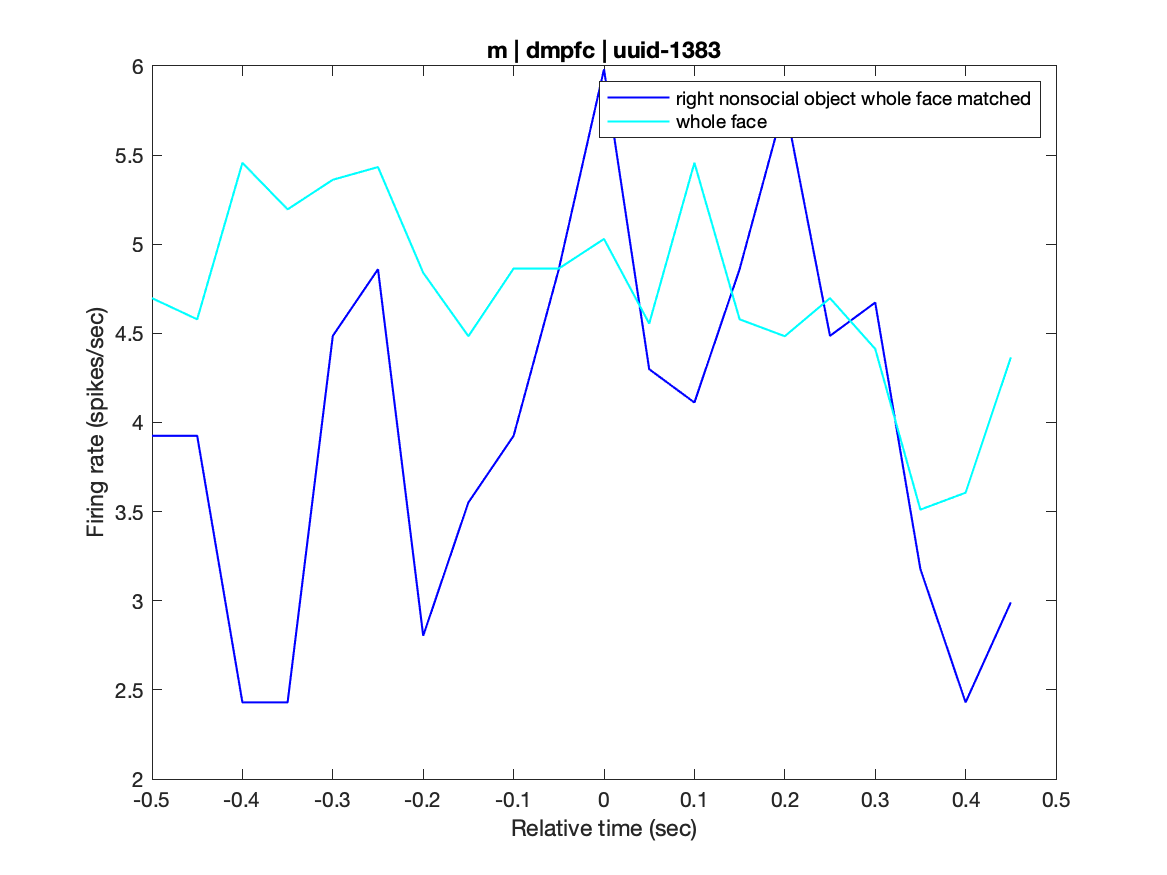 m | dmpfc | uuid-1383
right nonsocial object whole face matched
whole face
Firing rate (spikes/sec)
6
5.5
5
4.5
4
3.5
3
2.5
2
-0.5 -0.4 -0.3 -0.2 -0.1 0 0.1 0.2 0.3 0.4 0.5
Relative time (sec)